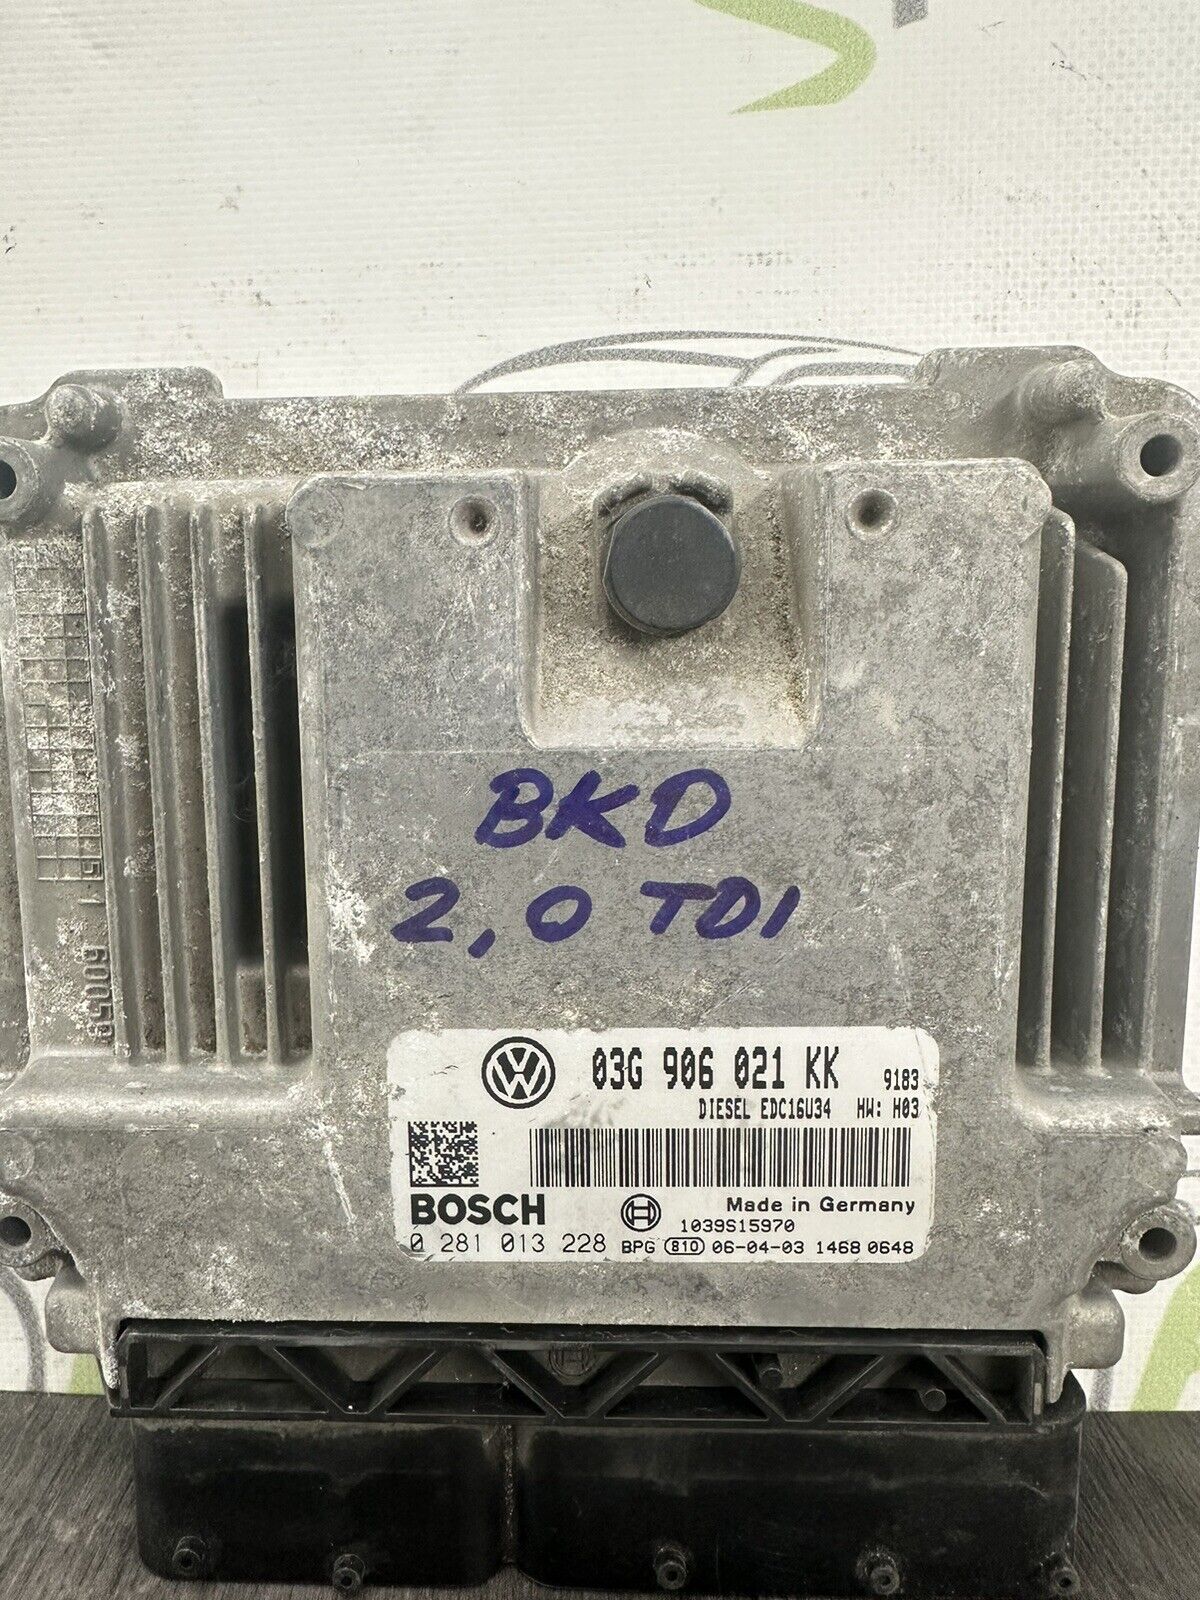 BKD
2,0 TDI
03G 906 021 KK 9183
DIESEL EDC16U34 HW: H03
BOSCH Made in Germany
1039S15970
0 281 013 228 BPG 810 06-04-03 1468 0648